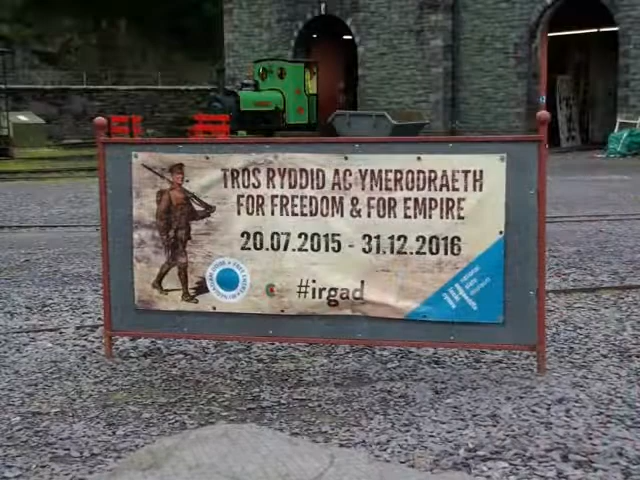 TROS RYDDID AC YMERODRAETH
FOR FREEDOM & FOR EMPIRE
20.07.2015 - 31.12.2016
#irgad